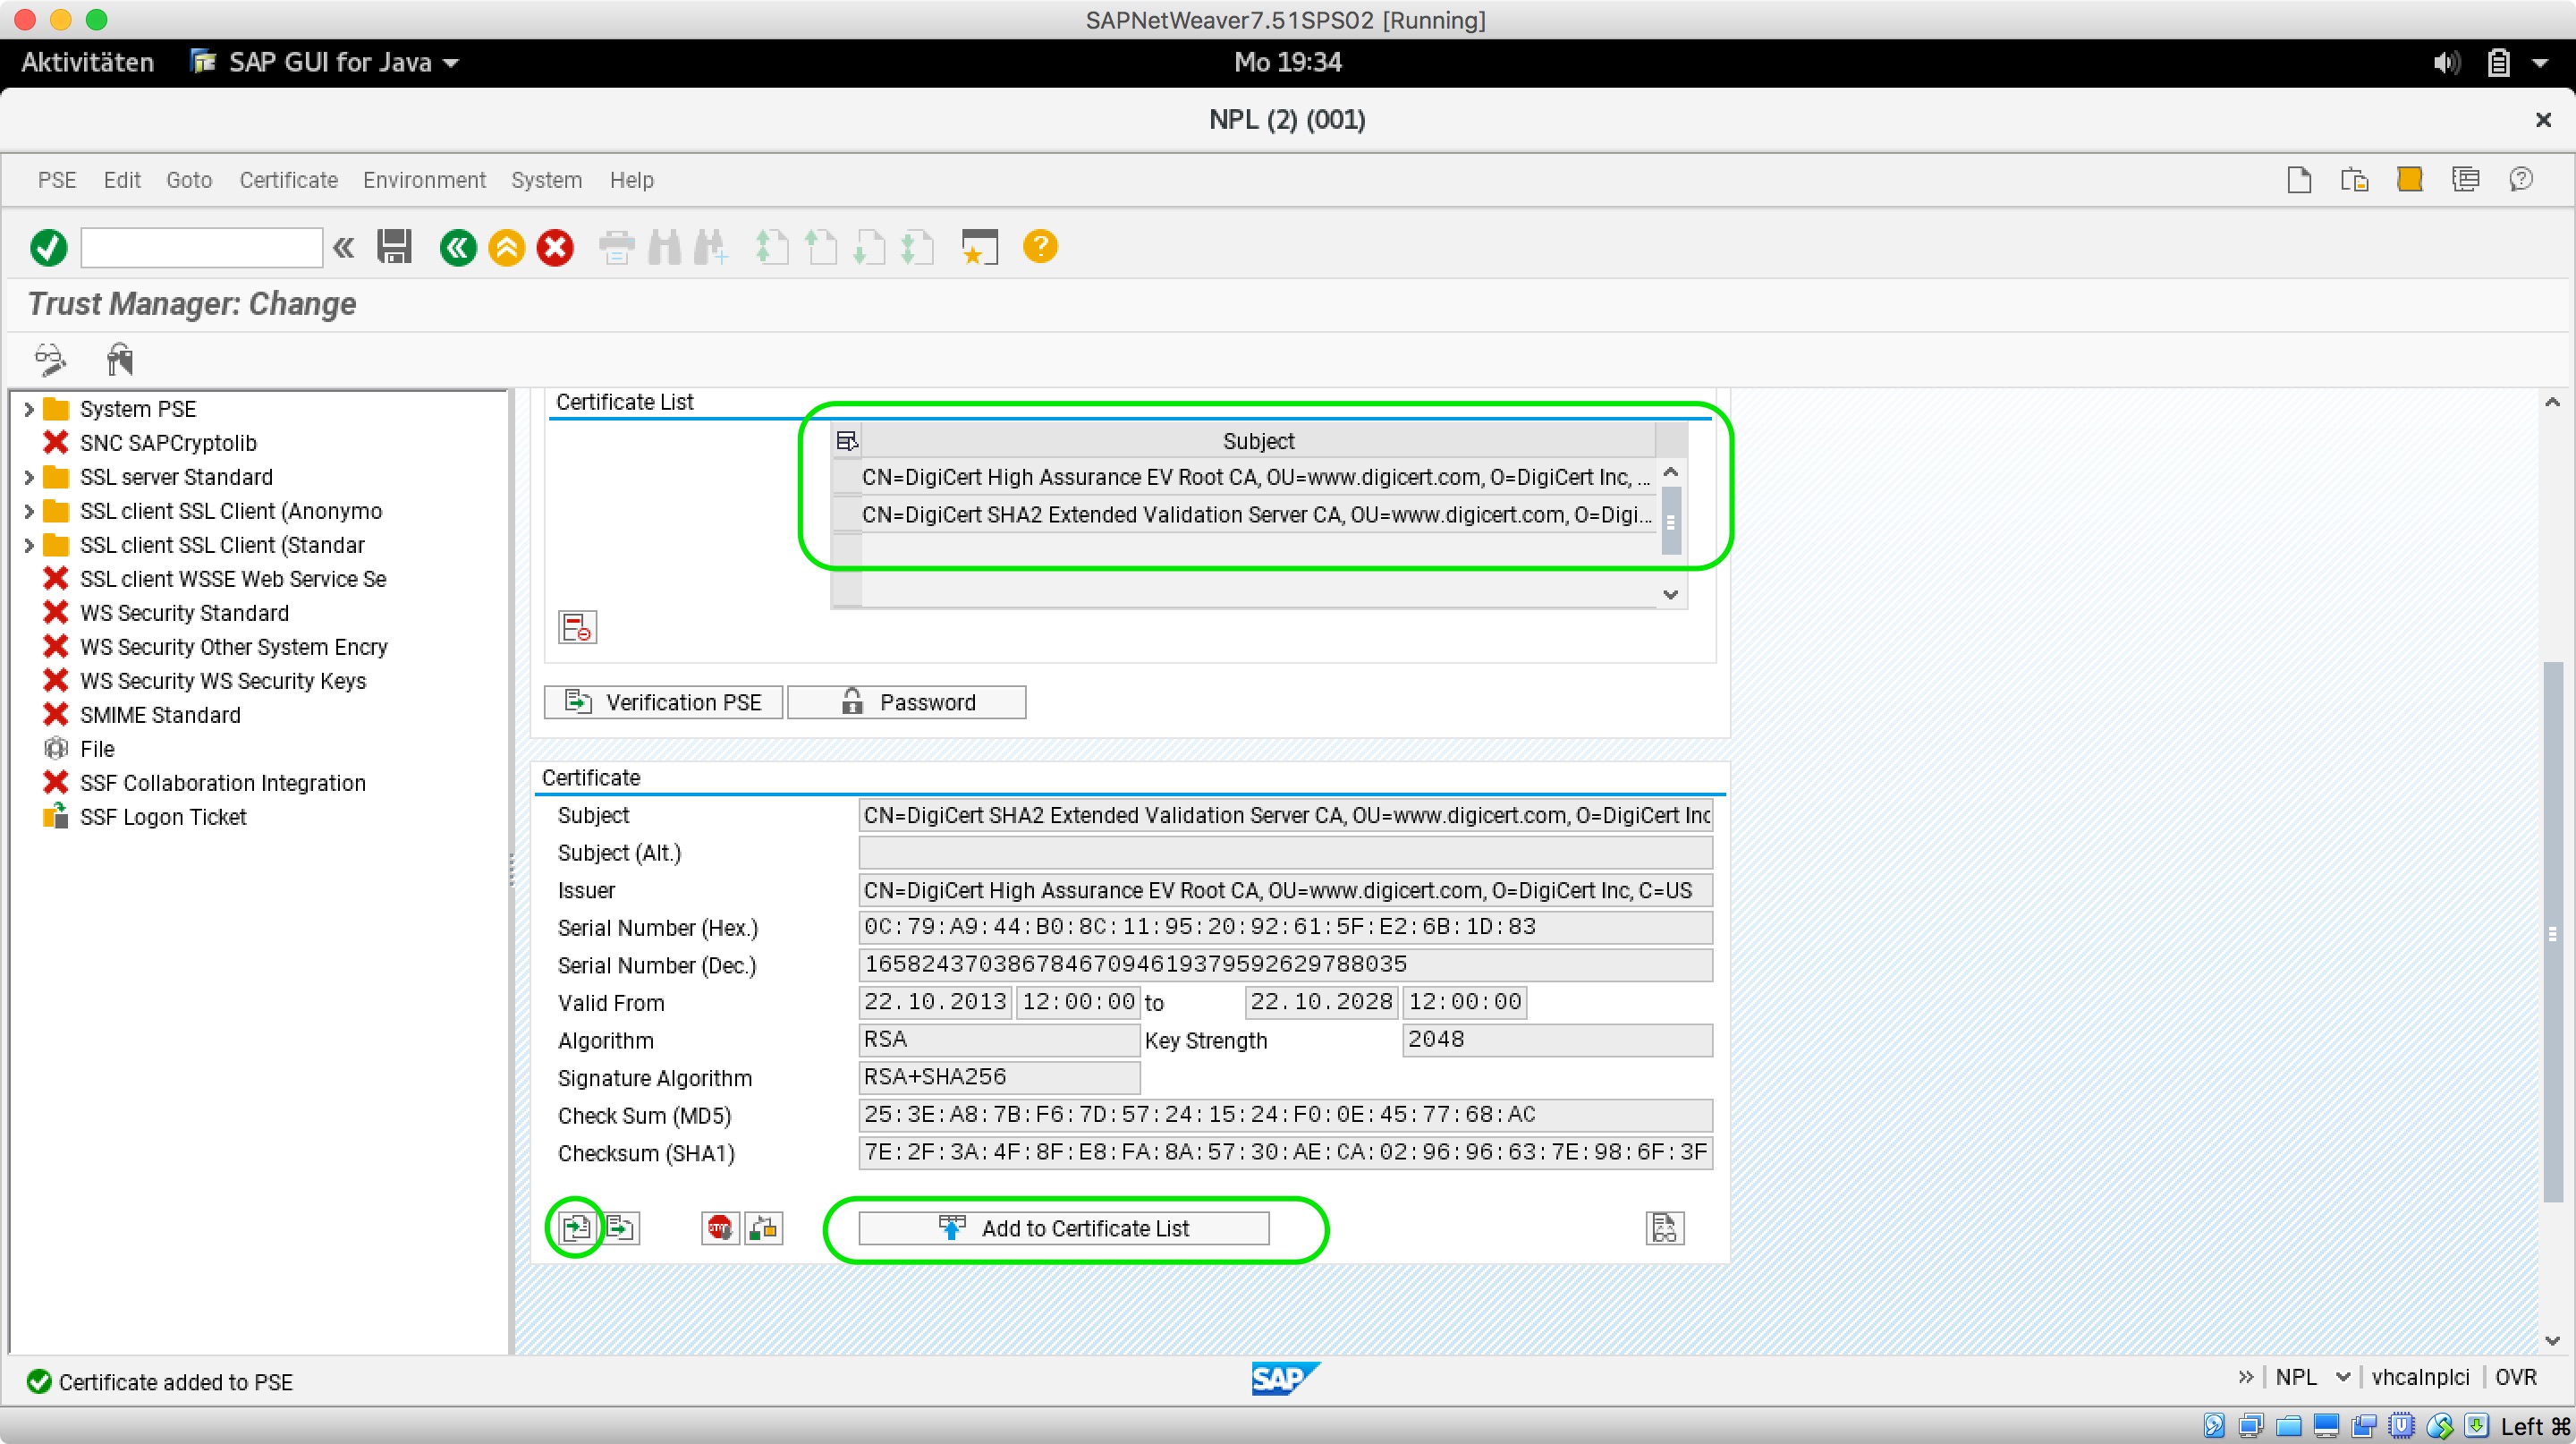 SAPNetWeaver7.51SPS02 [Running]
Aktivitäten SAP GUI for Java Mo 19:34
NPL (2) (001)
PSE Edit Goto Certificate Environment System Help
Trust Manager: Change
System PSE
SNC SAPCryptolib
SSL server Standard
SSL client SSL Client (Anonymo
SSL client SSL Client (Standar
SSL client WSSE Web Service Se
WS Security Standard
WS Security Other System Encry
WS Security WS Security Keys
SMIME Standard
File
SSF Collaboration Integration
SSF Logon Ticket
Certificate List
Subject
CN=DigiCert High Assurance EV Root CA, OU=www.digicert.com, O=DigiCert Inc, ...
CN=DigiCert SHA2 Extended Validation Server CA, OU=www.digicert.com, O=Digi...
Verification PSE Password
Certificate
Subject CN=DigiCert SHA2 Extended Validation Server CA, OU=www.digicert.com, O=DigiCert Inc
Subject (Alt.)
Issuer CN=DigiCert High Assurance EV Root CA, OU=www.digicert.com, O=DigiCert Inc, C=US
Serial Number (Hex.) 0C:79:A9:44:B0:8C:11:95:20:92:61:5F:E2:6B:1D:83
Serial Number (Dec.) 16582437038678467094619379592629788035
Valid From 22.10.2013 12:00:00 to 22.10.2028 12:00:00
Algorithm RSA Key Strength 2048
Signature Algorithm RSA+SHA256
Check Sum (MD5) 25:3E:A8:7B:F6:7D:57:24:15:24:F0:0E:45:77:68:AC
Checksum (SHA1) 7E:2F:3A:4F:8F:E8:FA:8A:57:30:AE:CA:02:96:96:63:7E:98:6F:3F
STOP Add to Certificate List
Certificate added to PSE SAP NPL vhcalnplci OVR
Left ⌘